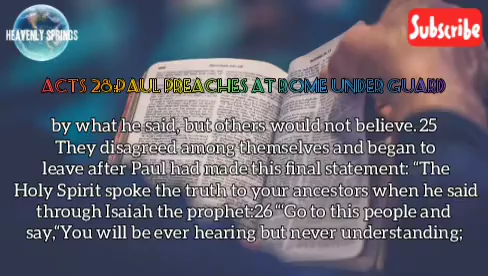 HEAVENLY SPRINGS
Subscribe
ACTS 28:PAUL PREACHES AT ROME UNDER GUARD
by what he said, but others would not believe. 25
They disagreed among themselves and began to
leave after Paul had made this final statement: “The
Holy Spirit spoke the truth to your ancestors when he said
through Isaiah the prophet:26 “‘Go to this people and
say,“You will be ever hearing but never understanding;